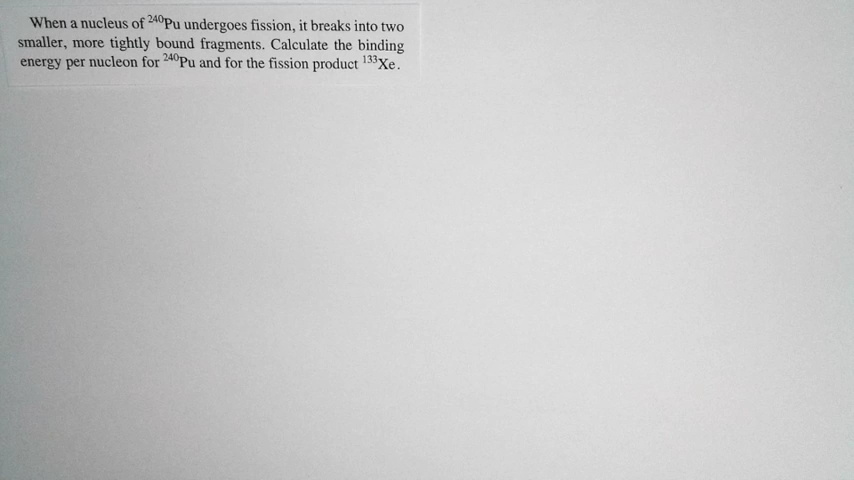 When a nucleus of ²⁴⁰Pu undergoes fission, it breaks into two
smaller, more tightly bound fragments. Calculate the binding
energy per nucleon for ²⁴⁰Pu and for the fission product ¹³³Xe.